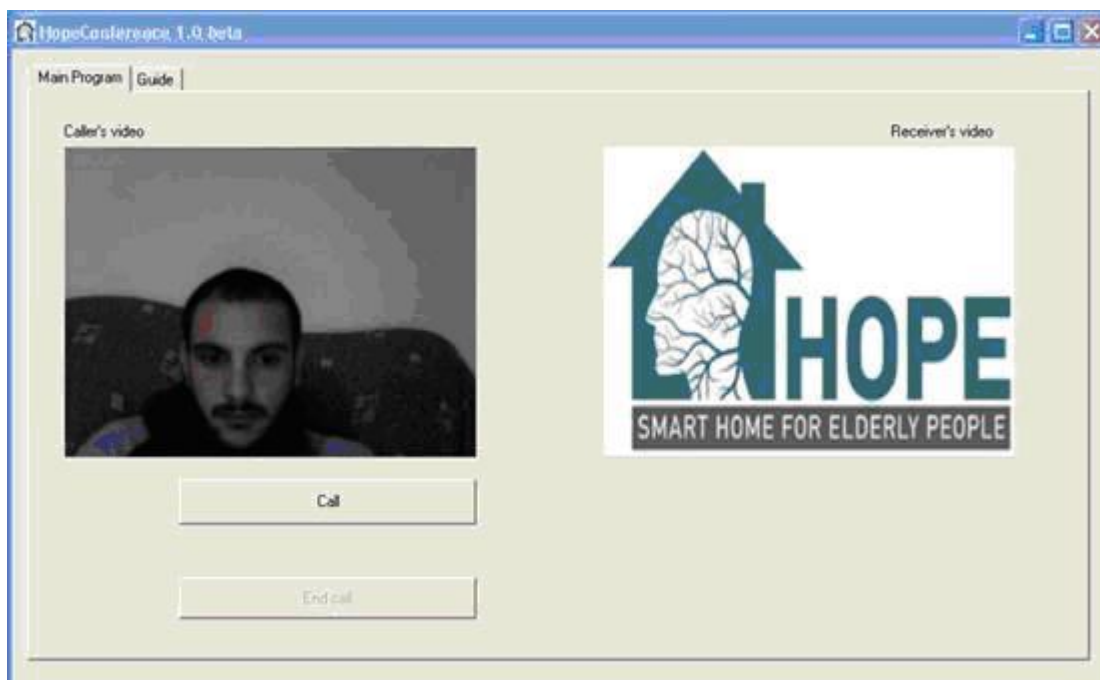 HopeConference 1.0 beta
Main Program
Guide
Caller's video
Receiver's video
HOPE
SMART HOME FOR ELDERLY PEOPLE
Call
End call